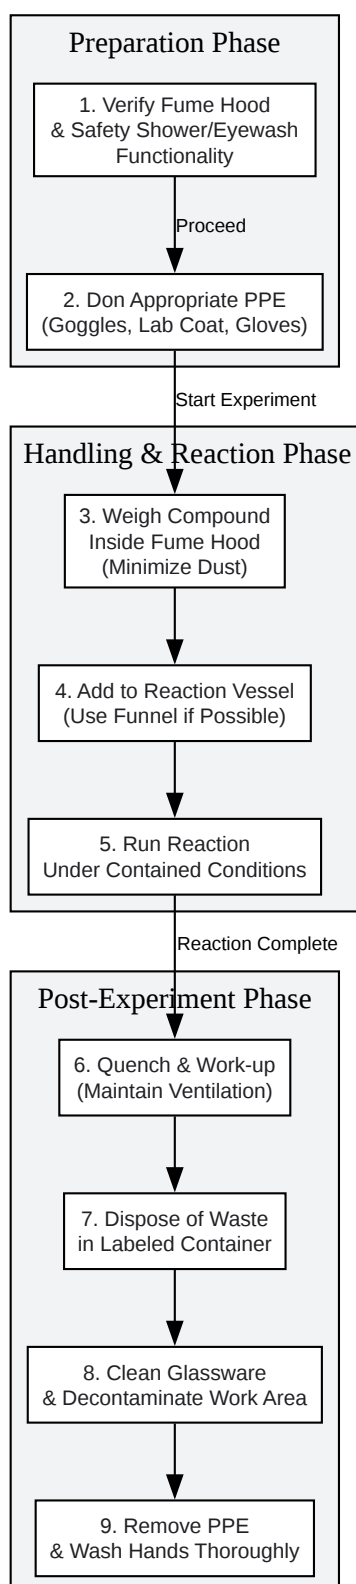 Preparation Phase
1. Verify Fume Hood
& Safety Shower/Eyewash
Functionality
Proceed
2. Don Appropriate PPE
(Goggles, Lab Coat, Gloves)
Start Experiment
Handling & Reaction Phase
3. Weigh Compound
Inside Fume Hood
(Minimize Dust)
4. Add to Reaction Vessel
(Use Funnel if Possible)
5. Run Reaction
Under Contained Conditions
Reaction Complete
Post-Experiment Phase
6. Quench & Work-up
(Maintain Ventilation)
7. Dispose of Waste
in Labeled Container
8. Clean Glassware
& Decontaminate Work Area
9. Remove PPE
& Wash Hands Thoroughly